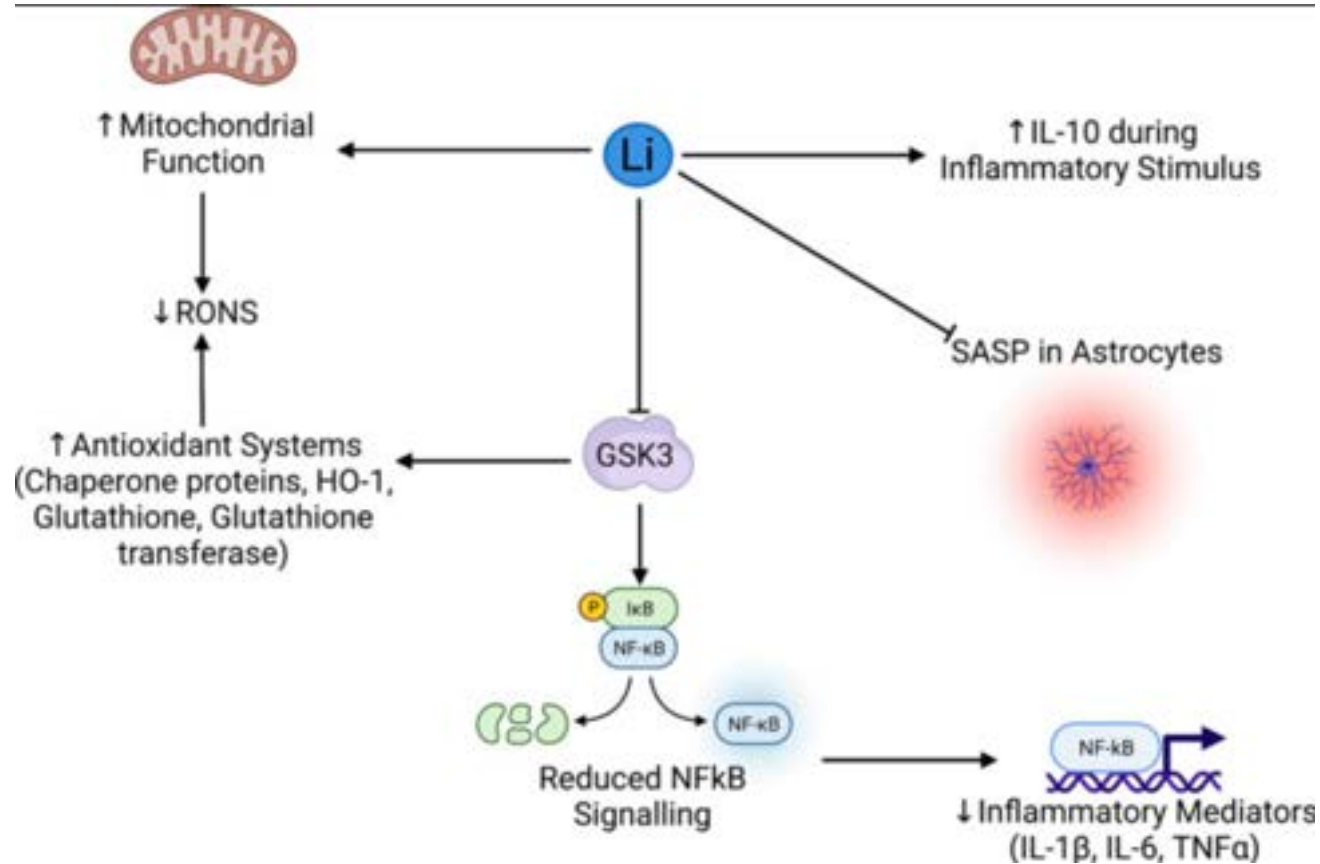 ↑Mitochondrial
Function
Li
↑IL-10 during
Inflammatory Stimulus
↓RONS
SASP in Astrocytes
↑Antioxidant Systems
(Chaperone proteins, HO-1,
Glutathione, Glutathione
transferase)
GSK3
P
IκB
NF-κB
NF-κB
Reduced NFkB
Signalling
NF-kB
↓Inflammatory Mediators
(IL-1β, IL-6, TNFα)